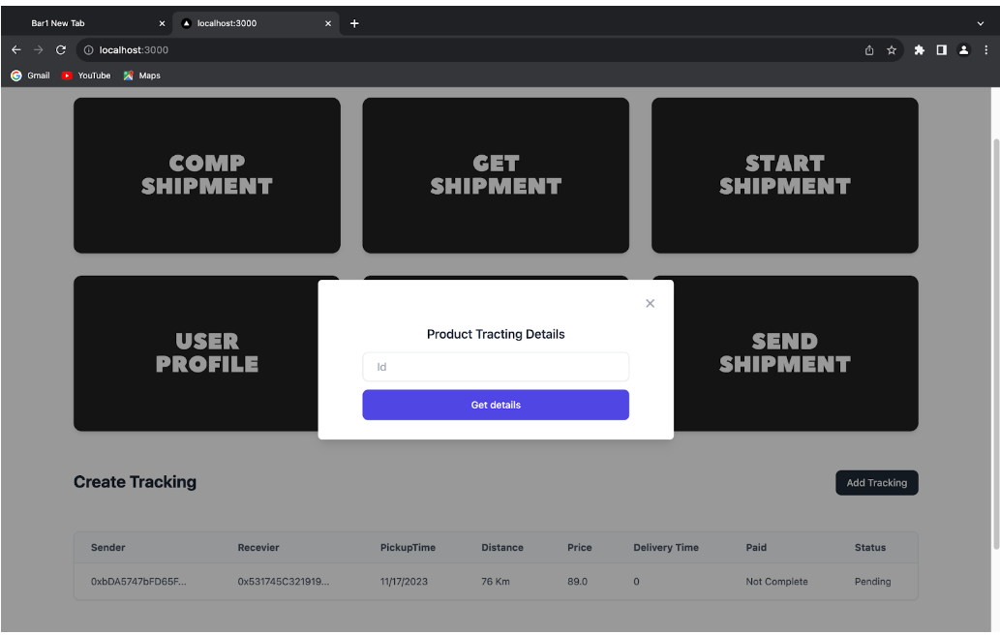 Bar1 New Tab
localhost:3000
localhost:3000
Gmail YouTube Maps
COMP
SHIPMENT
GET
SHIPMENT
START
SHIPMENT
USER
PROFILE
SEND
SHIPMENT
Product Tracting Details
Id
Get details
Create Tracking
Add Tracking
Sender Recevier PickupTime Distance Price Delivery Time Paid Status
0xbDA5747bFD65F... 0x531745C321919... 11/17/2023 76 Km 89.0 0 Not Complete Pending